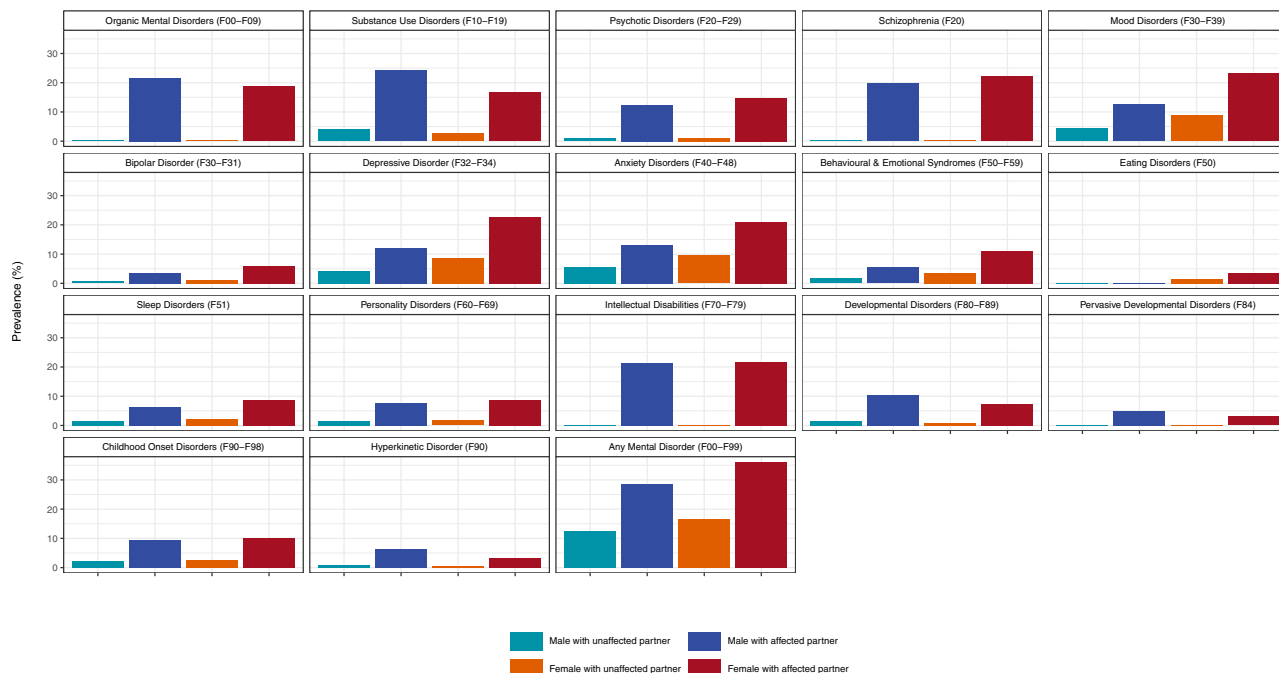 Organic Mental Disorders (F00−F09)
Substance Use Disorders (F10−F19)
Psychotic Disorders (F20−F29)
Schizophrenia (F20)
Mood Disorders (F30−F39)
30
20
10
0
Bipolar Disorder (F30−F31)
Depressive Disorder (F32−F34)
Anxiety Disorders (F40−F48)
Behavioural & Emotional Syndromes (F50−F59)
Eating Disorders (F50)
30
20
10
0
Prevalence (%)
Sleep Disorders (F51)
Personality Disorders (F60−F69)
Intellectual Disabilities (F70−F79)
Developmental Disorders (F80−F89)
Pervasive Developmental Disorders (F84)
30
20
10
0
Childhood Onset Disorders (F90−F98)
Hyperkinetic Disorder (F90)
Any Mental Disorder (F00−F99)
30
20
10
0
Male with unaffected partner
Male with affected partner
Female with unaffected partner
Female with affected partner